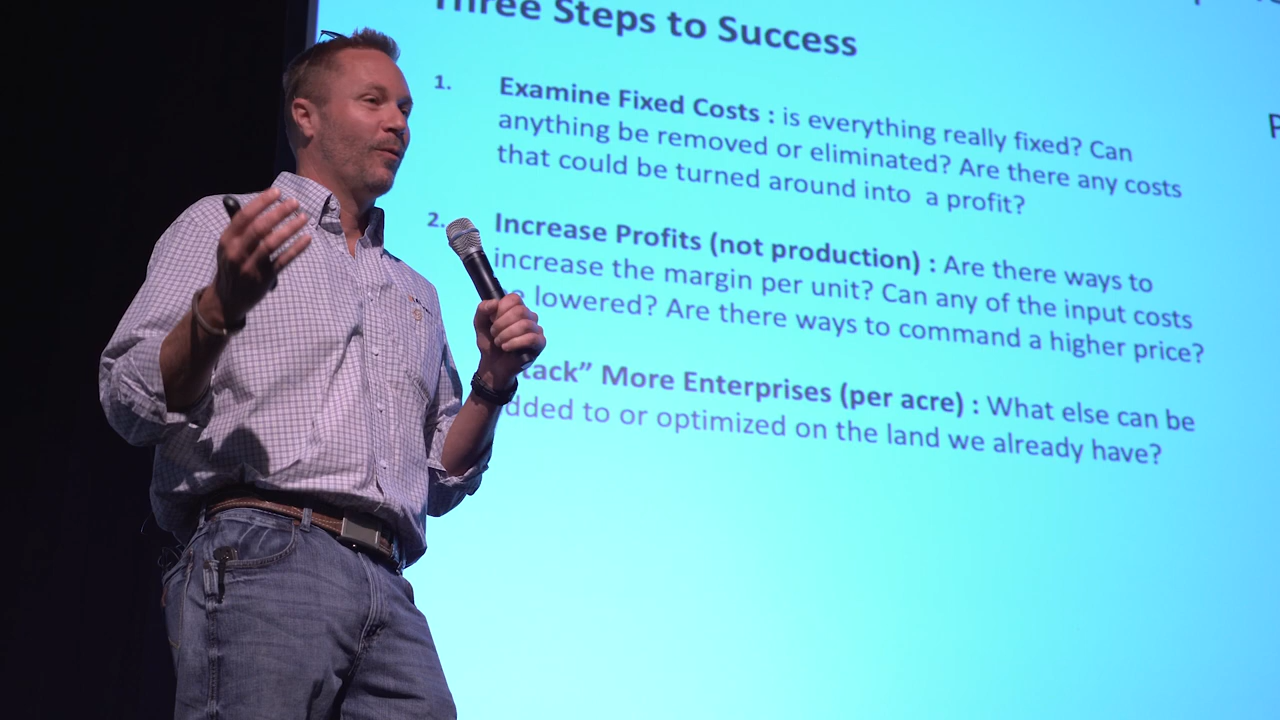 Three Steps to Success
1. Examine Fixed Costs : is everything really fixed? Can
anything be removed or eliminated? Are there any costs
that could be turned around into a profit?
2. Increase Profits (not production) : Are there ways to
increase the margin per unit? Can any of the input costs
lowered? Are there ways to command a higher price?
tack” More Enterprises (per acre) : What else can be
dded to or optimized on the land we already have?